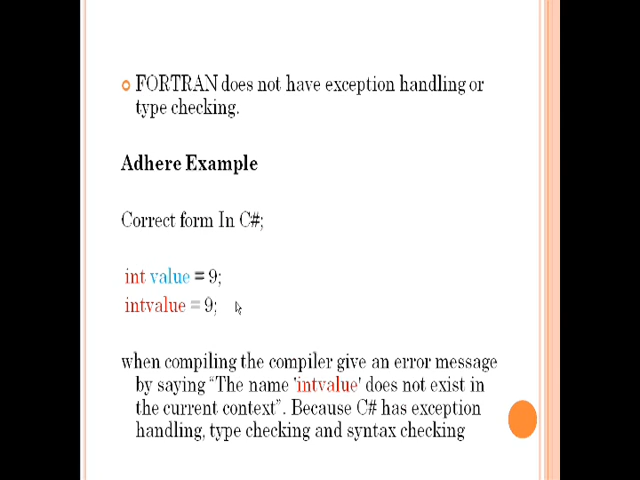 FORTRAN does not have exception handling or
type checking.
Adhere Example
Correct form In C#;
int value = 9;
intvalue = 9;
when compiling the compiler give an error message
by saying “The name 'intvalue' does not exist in
the current context”. Because C# has exception
handling, type checking and syntax checking